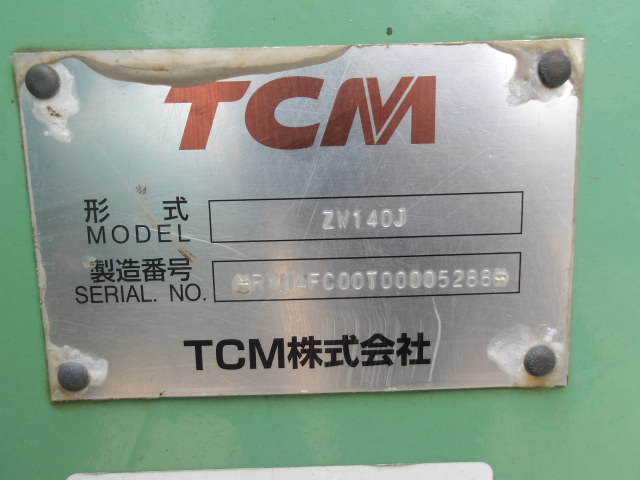 TCM
形式 ZW140J
MODEL
製造番号
SERIAL. NO.
TCM株式会社